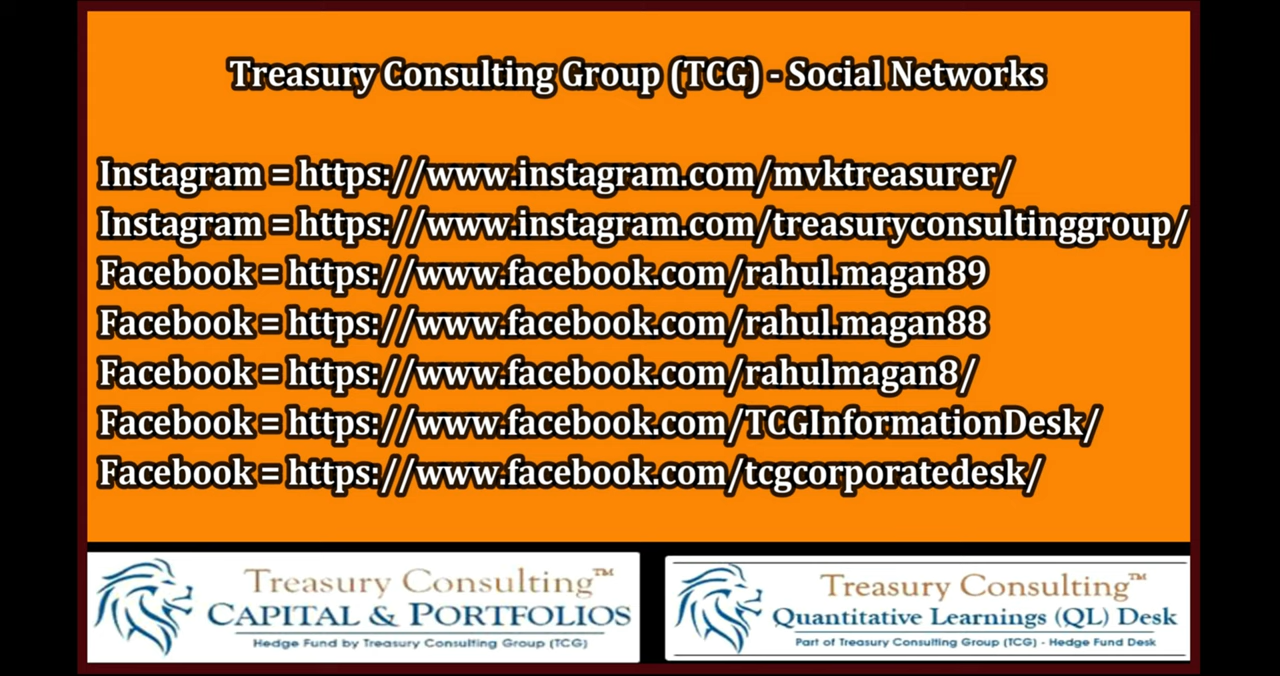 Treasury Consulting Group (TCG) - Social Networks
Instagram = https://www.instagram.com/mvktreasurer/
Instagram = https://www.instagram.com/treasuryconsultinggroup/
Facebook = https://www.facebook.com/rahul.magan89
Facebook = https://www.facebook.com/rahul.magan88
Facebook = https://www.facebook.com/rahulmagan8/
Facebook = https://www.facebook.com/TCGInformationDesk/
Facebook = https://www.facebook.com/tcgcorporatedesk/
Treasury Consulting™
CAPITAL & PORTFOLIOS
Hedge Fund by Treasury Consulting Group (TCG)
Treasury Consulting™
Quantitative Learnings (QL) Desk
Part of Treasury Consulting Group (TCG) - Hedge Fund Desk